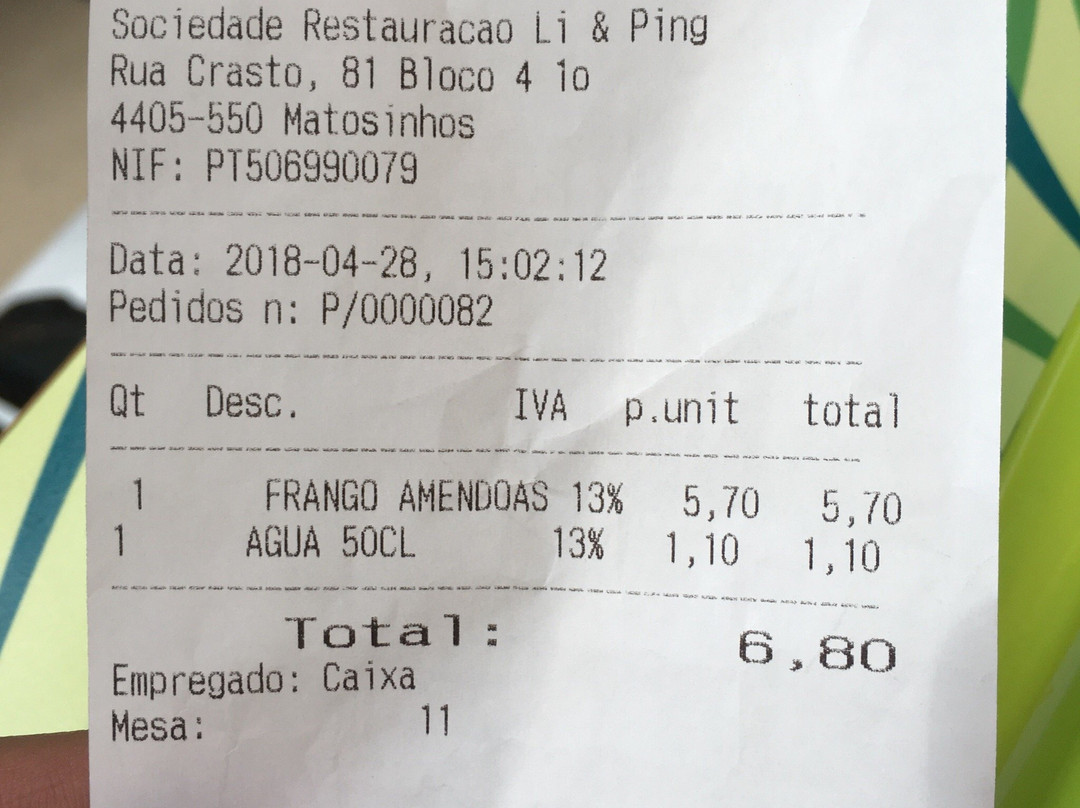 Sociedade Restauracao Li & Ping
Rua Crasto, 81 Bloco 4 1o
4405-550 Matosinhos
NIF: PT506990079
Data: 2018-04-28, 15:02:12
Pedidos n: P/0000082
Qt Desc. IVA p.unit total
1 FRANGO AMENDOAS 13% 5,70 5,70
1 AGUA 50CL 13% 1,10 1,10
Total: 6,80
Empregado: Caixa
Mesa: 11